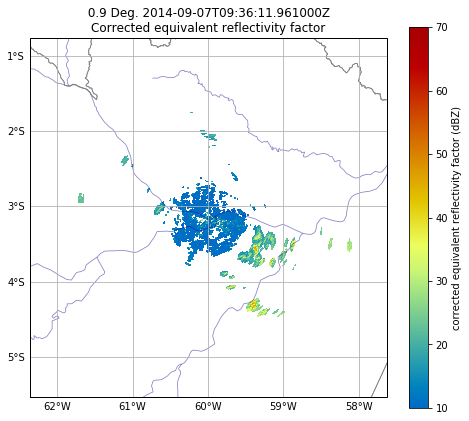 0.9 Deg. 2014-09-07T09:36:11.961000Z
Corrected equivalent reflectivity factor
1°S
2°S
3°S
4°S
5°S
62°W 61°W 60°W 59°W 58°W
70
60
50
40
30
20
10
corrected equivalent reflectivity factor (dBZ)